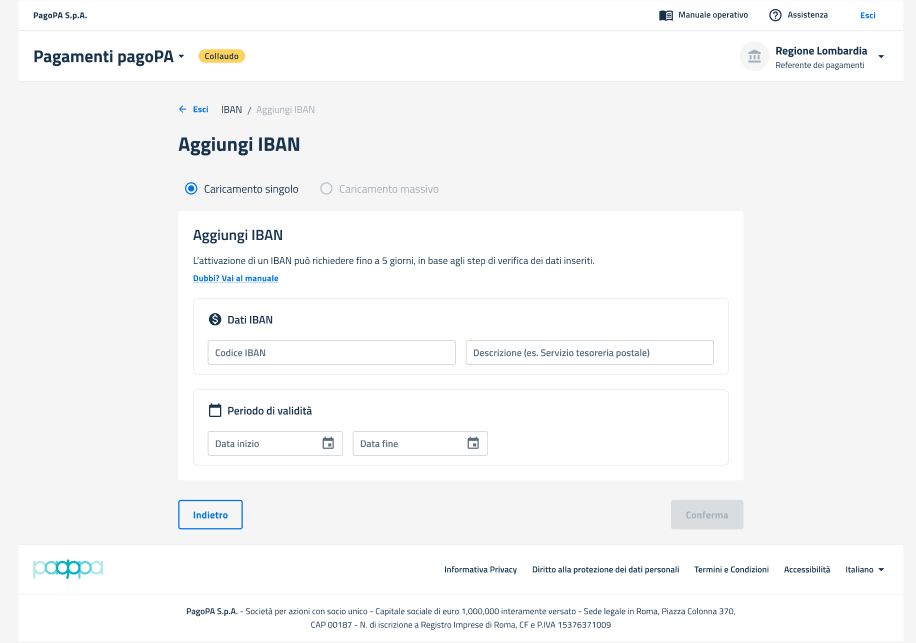 PagoPA S.p.A.
Manuale operativo
Assistenza
Esci
Pagamenti pagoPA
Collaudo
Regione Lombardia
Referente dei pagamenti
Esci
IBAN / Aggiungi IBAN
Aggiungi IBAN
Caricamento singolo
Caricamento massivo
Aggiungi IBAN
L'attivazione di un IBAN può richiedere fino a 5 giorni, in base agli step di verifica dei dati inseriti.
Dubbi? Vai al manuale
Dati IBAN
Codice IBAN
Descrizione (es. Servizio tesoreria postale)
Periodo di validità
Data inizio
Data fine
Indietro
Conferma
pagopa
Informativa Privacy
Diritto alla protezione dei dati personali
Termini e Condizioni
Accessibilità
Italiano
PagoPA S.p.A. - Società per azioni con socio unico - Capitale sociale di euro 1,000,000 interamente versato - Sede legale in Roma, Piazza Colonna 370,
CAP 00187 - N. di iscrizione a Registro Imprese di Roma, CF e P.IVA 15376371009